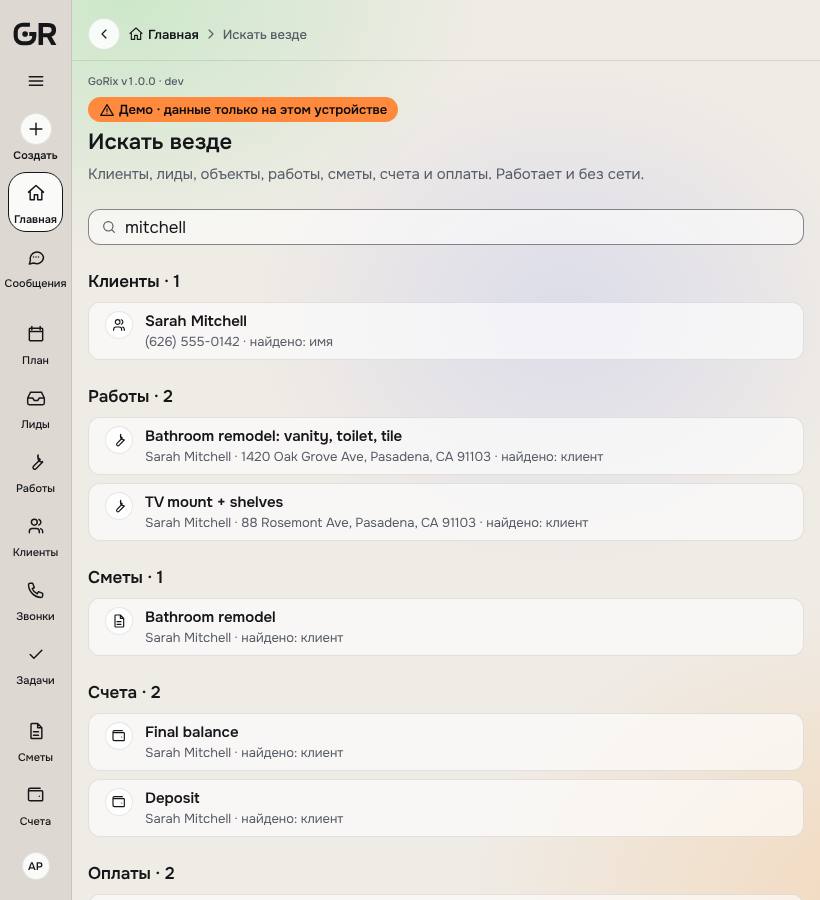 GR
Главная
Искать везде
GoRix v1.0.0 · dev
Демо · данные только на этом устройстве
Искать везде
Клиенты, лиды, объекты, работы, сметы, счета и оплаты. Работает и без сети.
mitchell
Создать
Главная
Сообщения
План
Лиды
Работы
Клиенты
Звонки
Задачи
Сметы
Счета
AP
Клиенты · 1
Sarah Mitchell
(626) 555-0142 · найдено: имя
Работы · 2
Bathroom remodel: vanity, toilet, tile
Sarah Mitchell · 1420 Oak Grove Ave, Pasadena, CA 91103 · найдено: клиент
TV mount + shelves
Sarah Mitchell · 88 Rosemont Ave, Pasadena, CA 91103 · найдено: клиент
Сметы · 1
Bathroom remodel
Sarah Mitchell · найдено: клиент
Счета · 2
Final balance
Sarah Mitchell · найдено: клиент
Deposit
Sarah Mitchell · найдено: клиент
Оплаты · 2